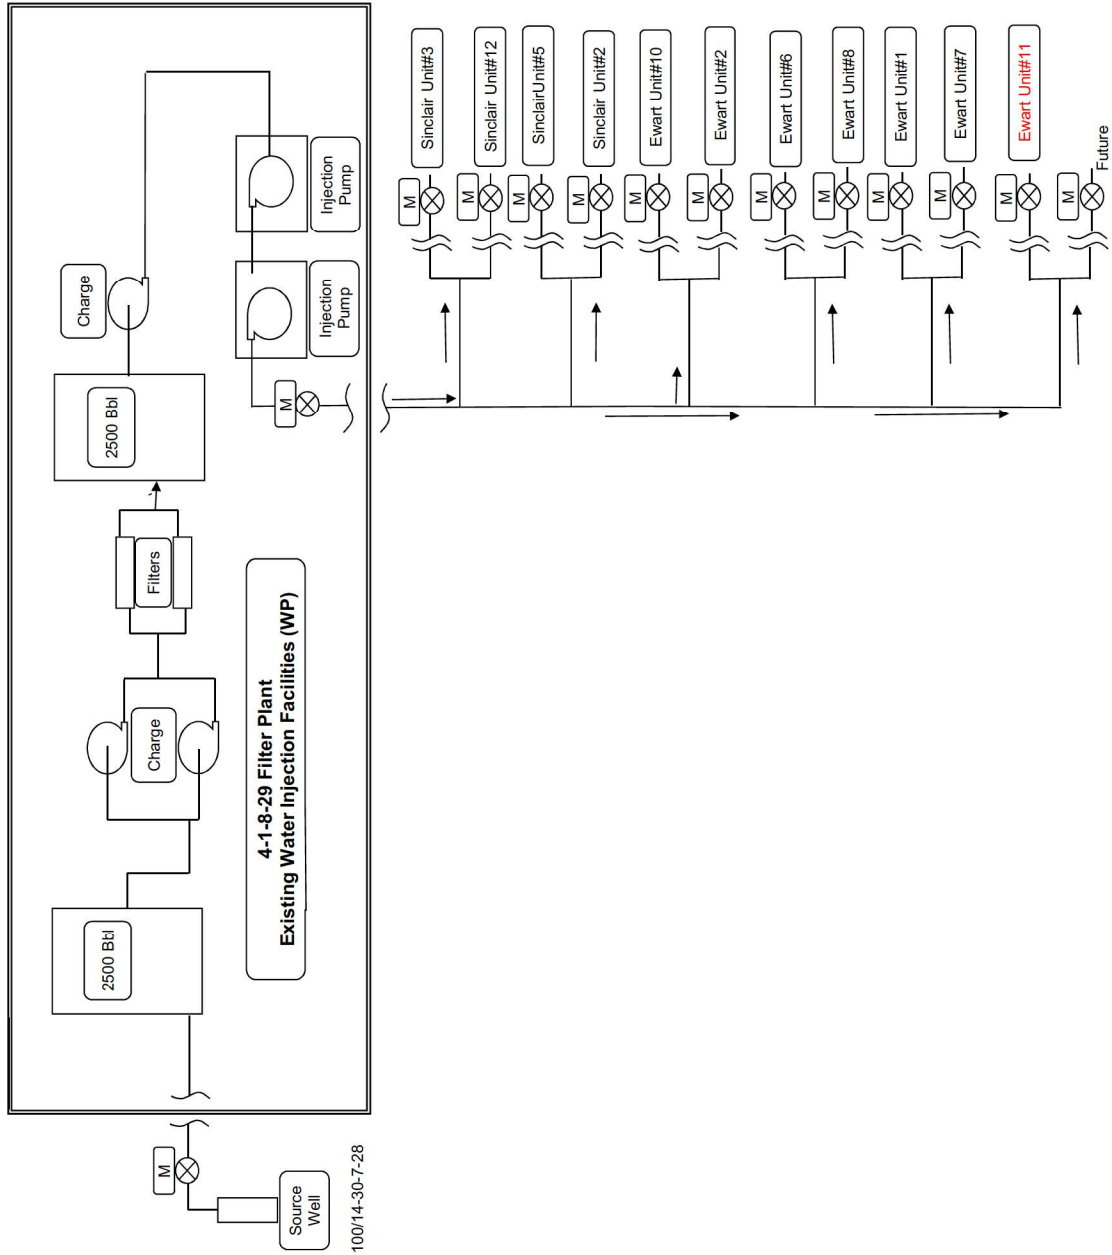 Source
Well
100/14-30-7-28
M
2500 Bbl
Charge
Filters
2500 Bbl
Charge
4-1-8-29 Filter Plant
Existing Water Injection Facilities (WP)
Injection
Pump
Injection
Pump
M
M
Sinclair Unit#3
M
Sinclair Unit#12
M
SinclairUnit#5
M
Sinclair Unit#2
M
Ewart Unit#10
M
Ewart Unit#2
M
Ewart Unit#6
M
Ewart Unit#8
M
Ewart Unit#1
M
Ewart Unit#7
M
Ewart Unit#11
M
Future